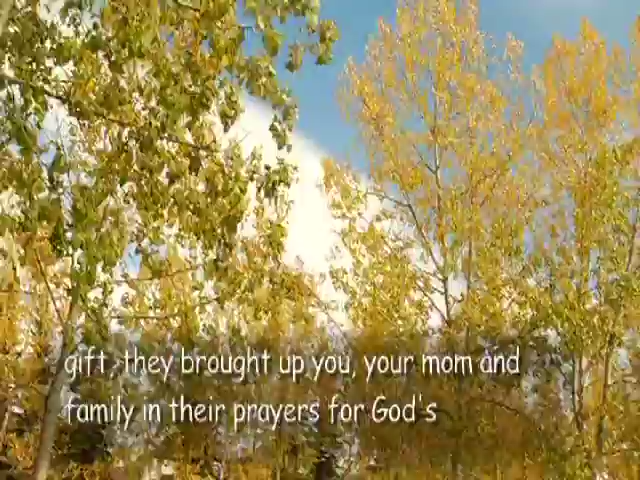 gift, they brought up you, your mom and
family in their prayers for God's